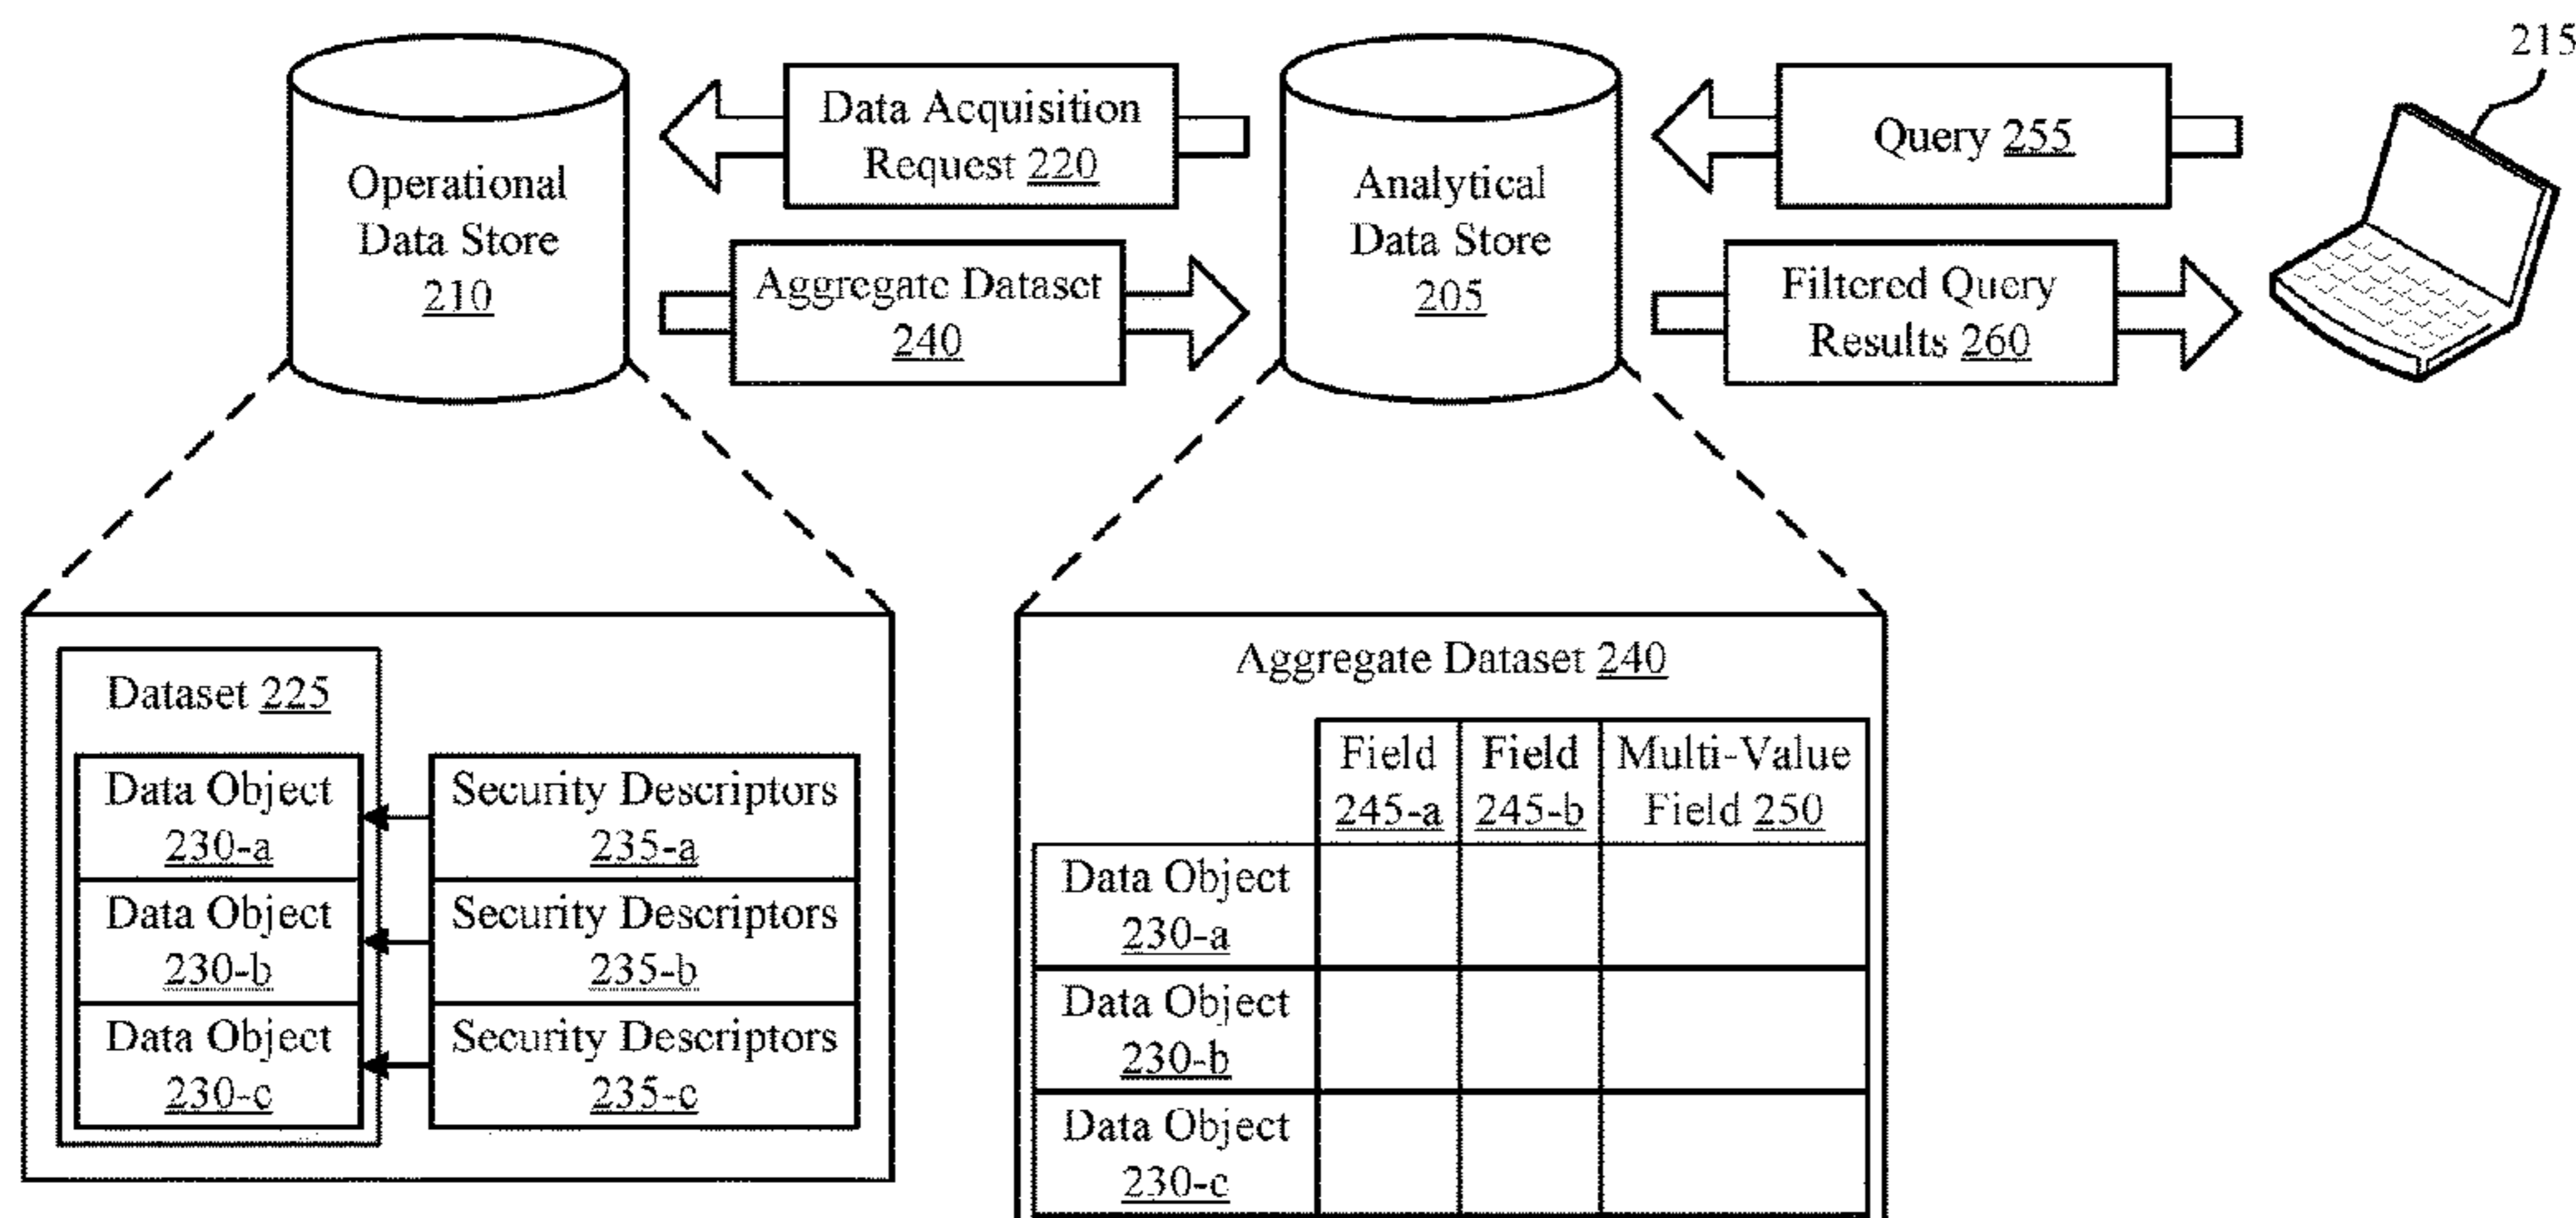 215
Data Acquisition
Request 220
Query 255
Operational
Data Store
210
Analytical
Data Store
205
Aggregate Dataset
240
Filtered Query
Results 260
Dataset 225
Data Object
230-a
Security Descriptors
235-a
Data Object
230-b
Security Descriptors
235-b
Data Object
230-c
Security Descriptors
235-c
Aggregate Dataset 240
Field
245-a
Field
245-b
Multi-Value
Field 250
Data Object
230-a
Data Object
230-b
Data Object
230-c